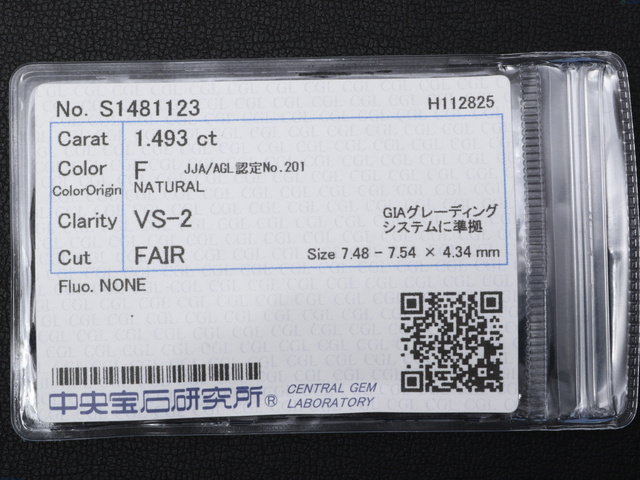 No. S1481123 H112825
Carat 1.493 ct
Color F JJA/AGL認定No.201
ColorOrigin NATURAL
Clarity VS-2 GIAグレーディング
システムに準拠
Cut FAIR Size 7.48 - 7.54 × 4.34 mm
Fluo. NONE
中央宝石研究所® CENTRAL GEM
LABORATORY